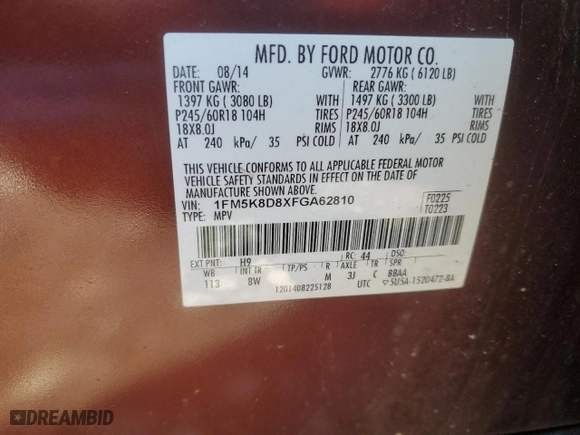 MFD. BY FORD MOTOR CO.
DATE: 08/14 GVWR: 2776 KG ( 6120 LB)
FRONT GAWR: REAR GAWR:
1397 KG ( 3080 LB) WITH 1497 KG ( 3300 LB) WITH
P245/60R18 104H TIRES P245/60R18 104H TIRES
18X8.0J RIMS 18X8.0J RIMS
AT 240 kPa/ 35 PSI COLD AT 240 kPa/ 35 PSI COLD
THIS VEHICLE CONFORMS TO ALL APPLICABLE FEDERAL MOTOR
VEHICLE SAFETY STANDARDS IN EFFECT ON THE DATE OF
MANUFACTURE SHOWN ABOVE.
VIN: 1FM5K8D8XFGA62810 F0225
TYPE: MPV T0223
EXT PNT: H9 RC: 44 DSO:
WB INT TR TP/PS R AXLE TR SPR
113 BW M 3J C BBAA
1201408225128 UTC ▽5U5A-1520472-BA
DREAMBID